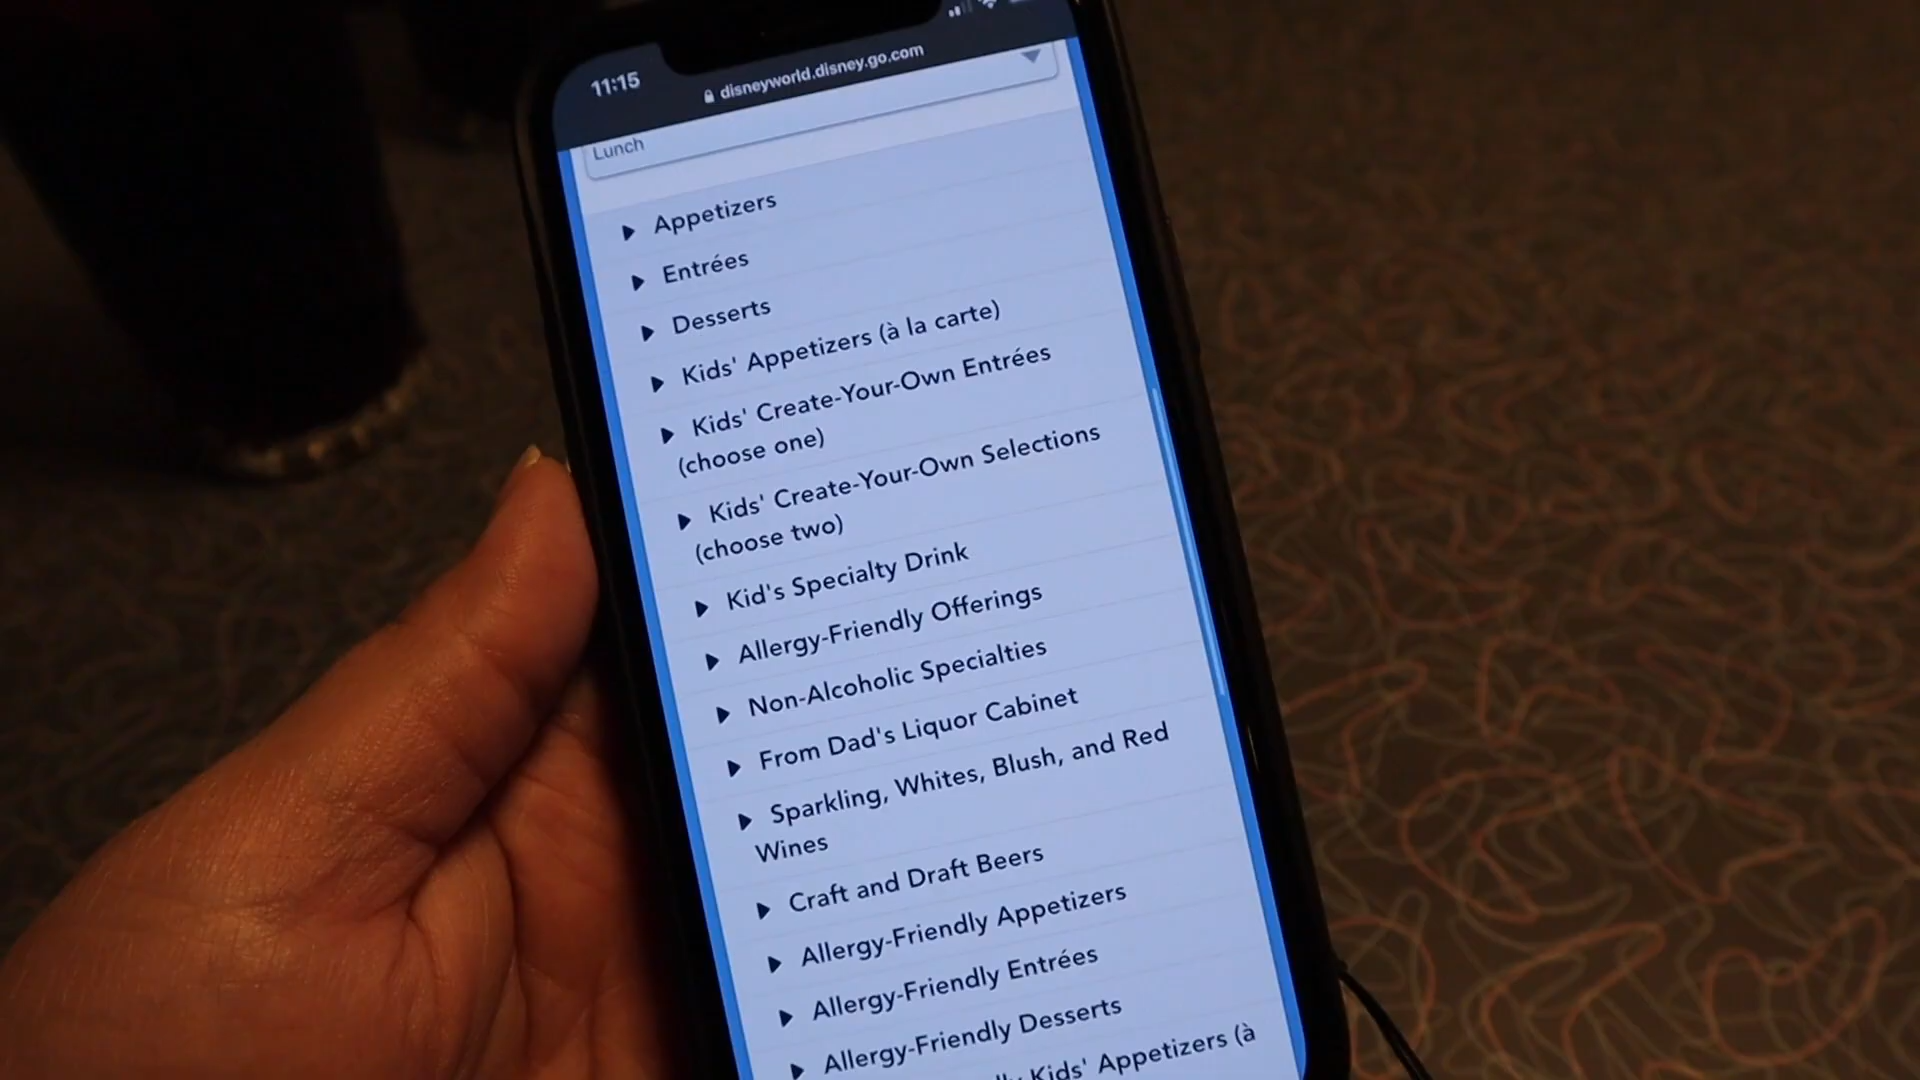 11:15
disneyworld.disney.go.com
Lunch
Appetizers
Entrées
Desserts
Kids' Appetizers (à la carte)
Kids' Create-Your-Own Entrées
(choose one)
Kids' Create-Your-Own Selections
(choose two)
Kid's Specialty Drink
Allergy-Friendly Offerings
Non-Alcoholic Specialties
From Dad's Liquor Cabinet
Sparkling, Whites, Blush, and Red
Wines
Craft and Draft Beers
Allergy-Friendly Appetizers
Allergy-Friendly Entrées
Allergy-Friendly Desserts
Kids' Appetizers (à